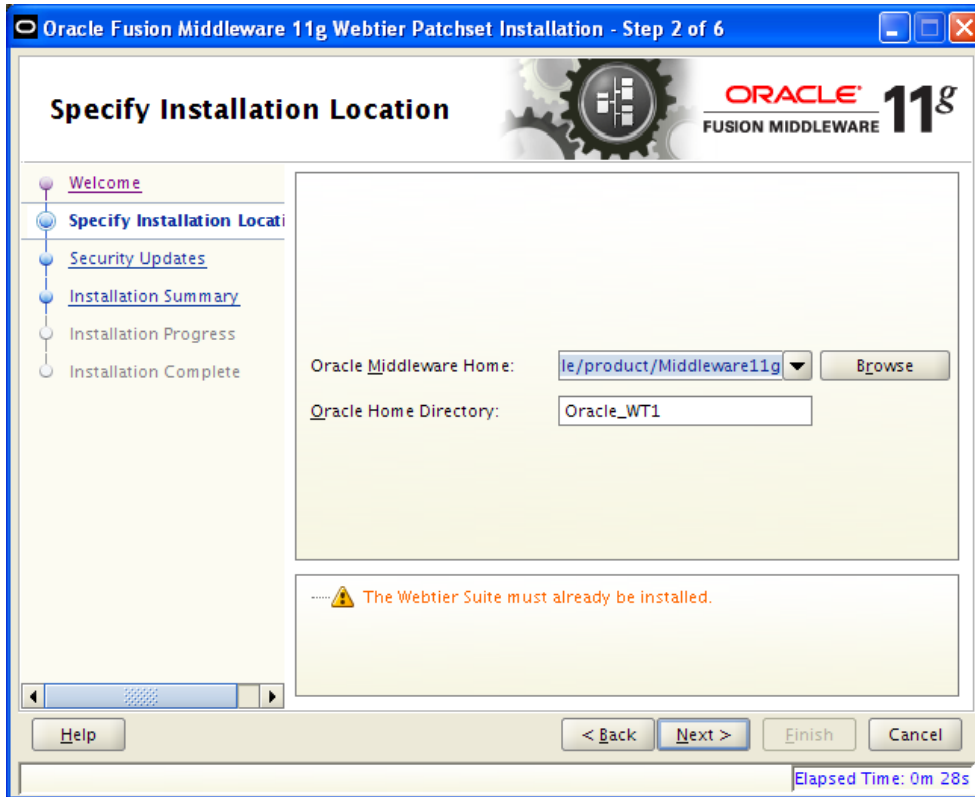 Oracle Fusion Middleware 11g Webtier Patchset Installation - Step 2 of 6
Specify Installation Location
ORACLE
FUSION MIDDLEWARE 11g
Welcome
Specify Installation Locati
Security Updates
Installation Summary
Installation Progress
Installation Complete
Oracle Middleware Home: le/product/Middleware11g Browse
Oracle Home Directory: Oracle_WT1
The Webtier Suite must already be installed.
Help < Back Next > Finish Cancel
Elapsed Time: 0m 28s